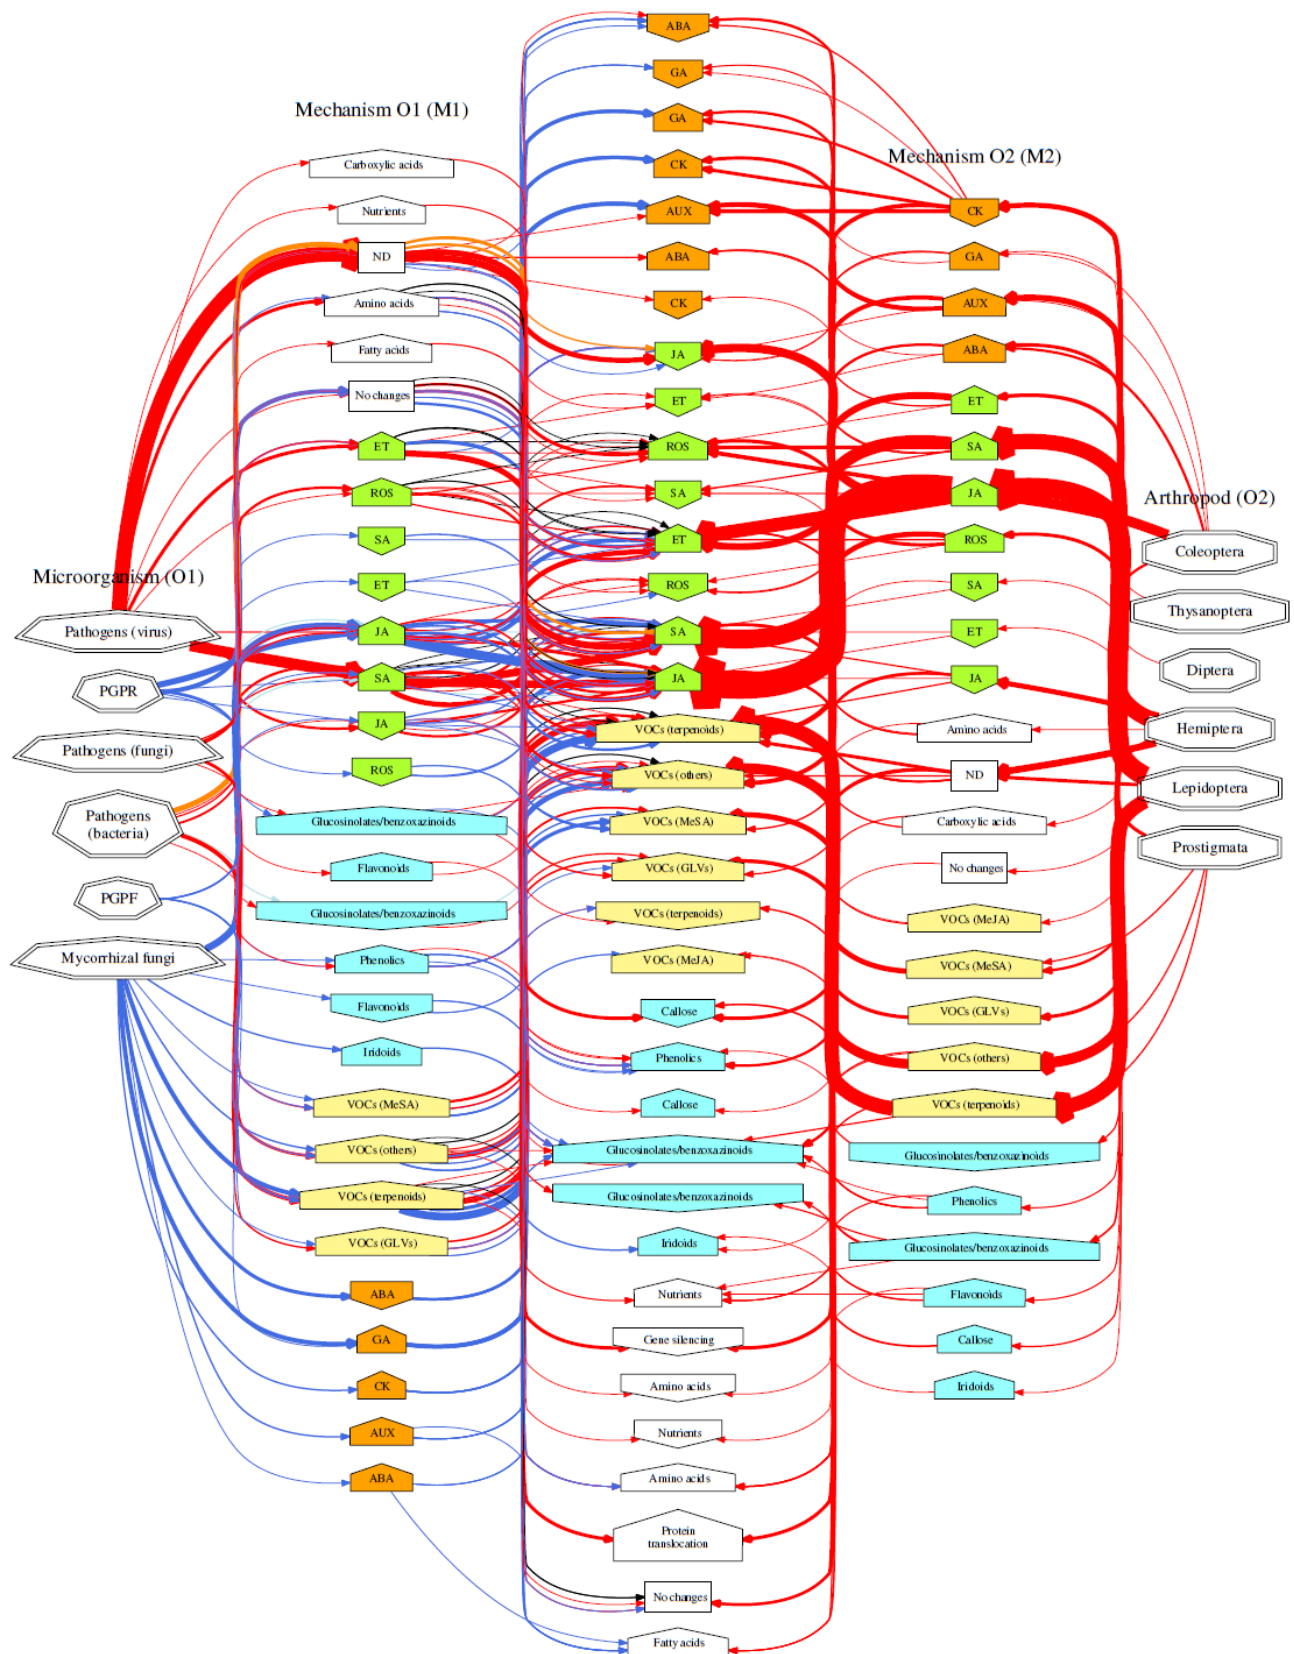 Mechanism O1 (M1)
Mechanism O2 (M2)
Microorganism (O1)
Arthropod (O2)
Pathogens (virus)
PGPR
Pathogens (fungi)
Pathogens
(bacteria)
PGPF
Mycorrhizal fungi
Carboxylic acids
Nutrients
ND
Amino acids
Fatty acids
No changes
ET
ROS
SA
ET
JA
SA
JA
ROS
Glucosinolates/benzoxazinoids
Flavonoids
Glucosinolates/benzoxazinoids
Phenolics
Flavonoids
Iridoids
VOCs (MeSA)
VOCs (others)
VOCs (terpenoids)
VOCs (GLVs)
ABA
GA
CK
AUX
ABA
ABA
GA
GA
CK
AUX
ABA
CK
JA
ET
ROS
SA
ET
ROS
SA
JA
VOCs (terpenoids)
VOCs (others)
VOCs (MeSA)
VOCs (GLVs)
VOCs (terpenoids)
VOCs (MeJA)
Callose
Phenolics
Callose
Glucosinolates/benzoxazinoids
Glucosinolates/benzoxazinoids
Iridoids
Nutrients
Gene silencing
Amino acids
Nutrients
Amino acids
Protein
translocation
No changes
Fatty acids
CK
GA
AUX
ABA
ET
SA
JA
ROS
SA
ET
JA
Amino acids
ND
Carboxylic acids
No changes
VOCs (MeJA)
VOCs (MeSA)
VOCs (GLVs)
VOCs (others)
VOCs (terpenoids)
Glucosinolates/benzoxazinoids
Phenolics
Glucosinolates/benzoxazinoids
Flavonoids
Callose
Iridoids
Coleoptera
Thysanoptera
Diptera
Hemiptera
Lepidoptera
Prostigmata